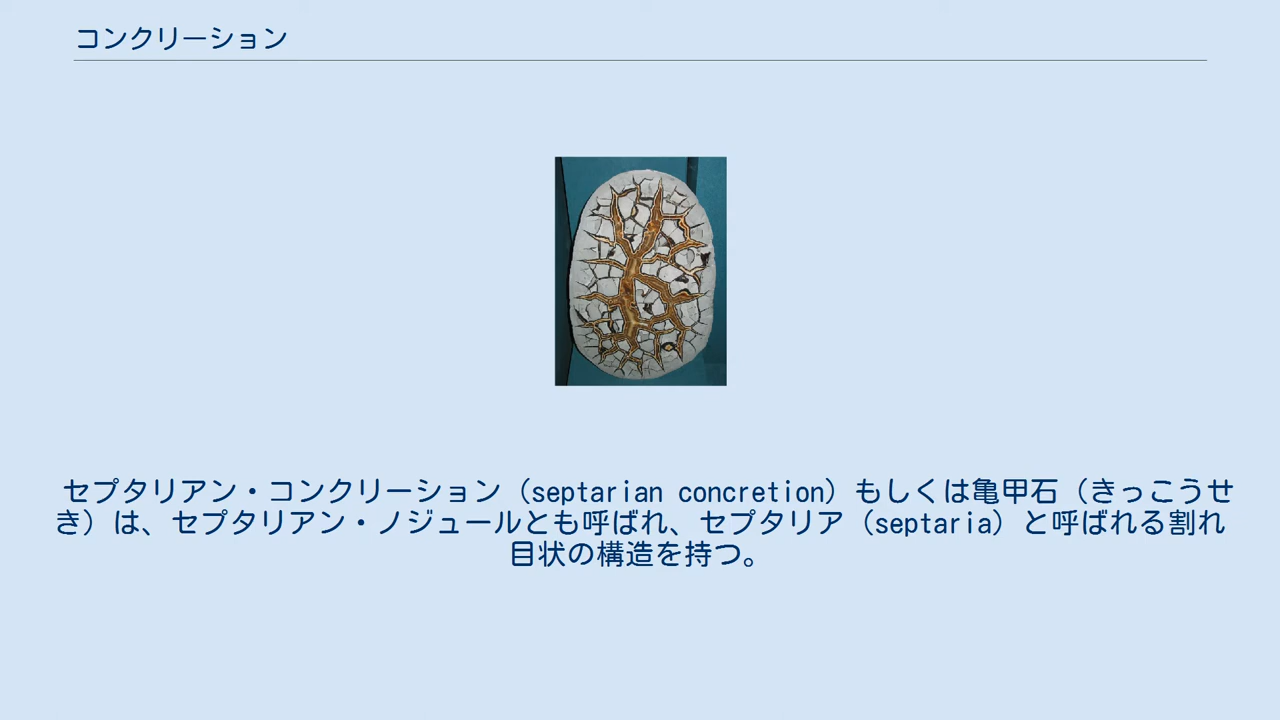 コンクリーション
セプタリアン・コンクリーション（septarian concretion）もしくは亀甲石（きっこうせ
き）は、セプタリアン・ノジュールとも呼ばれ、セプタリア（septaria）と呼ばれる割れ
目状の構造を持つ。